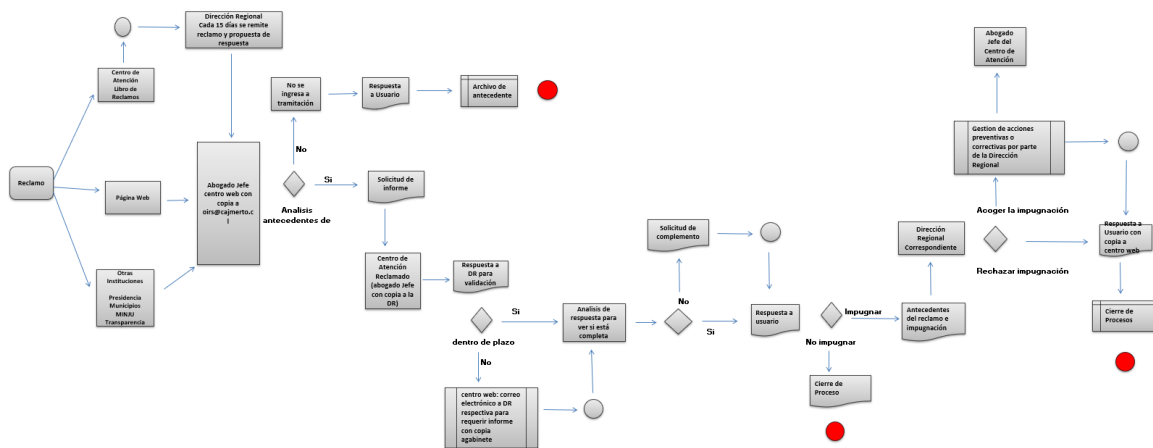 Dirección Regional
Cada 15 días se remite
reclamo y propuesta de
respuesta
Centro de
Atención
Libro de
Reclamos
Reclamo
Página Web
Otras
Instituciones
Presidencia
Municipios
MINJU
Transparencia
Abogado Jefe
centro web con
copia a
oirs@cajmerto.c
l
No se
ingresa a
tramitación
Respuesta
a Usuario
Archivo de
antecedente
No
Si
Analisis
antecedentes de
Solicitud de
informe
Centro de
Atención
Reclamado
(abogado Jefe
con copia a la
DR)
Respuesta a
DR para
validación
Si
dentro de plazo
No
centro web: correo
electrónico a DR
respectiva para
requerir informe
con copia
agabinete
Analisis de
respuesta para
ver si está
completa
Solicitud de
complemento
No
Si
Respuesta a
usuario
Impugnar
No impugnar
Cierre de
Proceso
Antecedentes
del reclamo e
impugnación
Dirección
Regional
Correspondiente
Abogado
Jefe del
Centro de
Atención
Gestion de acciones
preventivas o
correctivas por parte
de la Dirección
Regional
Acoger la impugnación
Rechazar impugnación
Respuesta a
Usuario con
copia a
centro web
Cierre de
Procesos